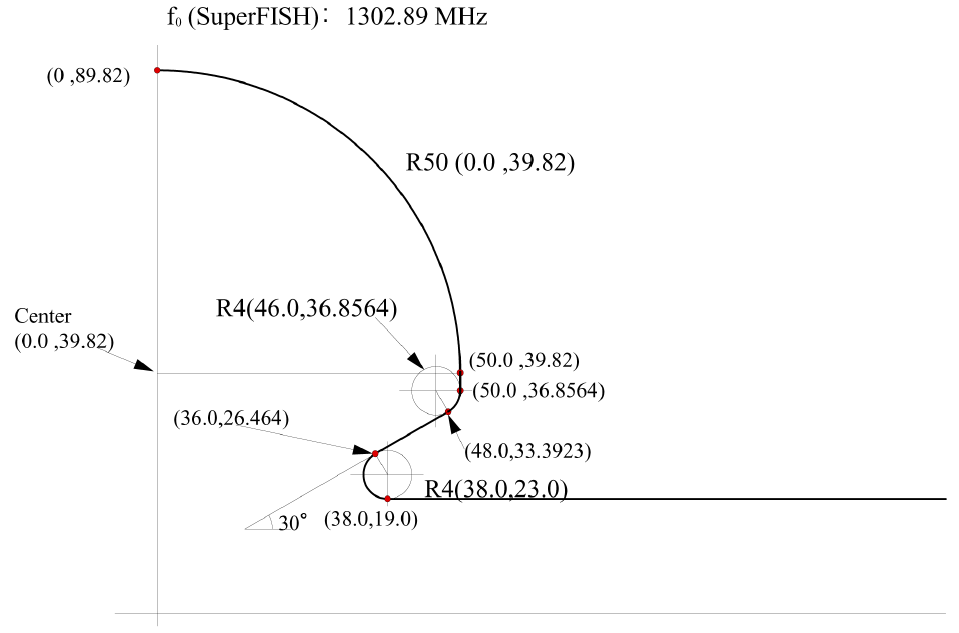 f₀ (SuperFISH): 1302.89 MHz
(0 ,89.82)
R50 (0.0 ,39.82)
R4(46.0,36.8564)
Center
(0.0 ,39.82)
(50.0 ,39.82)
(50.0 ,36.8564)
(36.0,26.464)
(48.0,33.3923)
R4(38.0,23.0)
30°
(38.0,19.0)